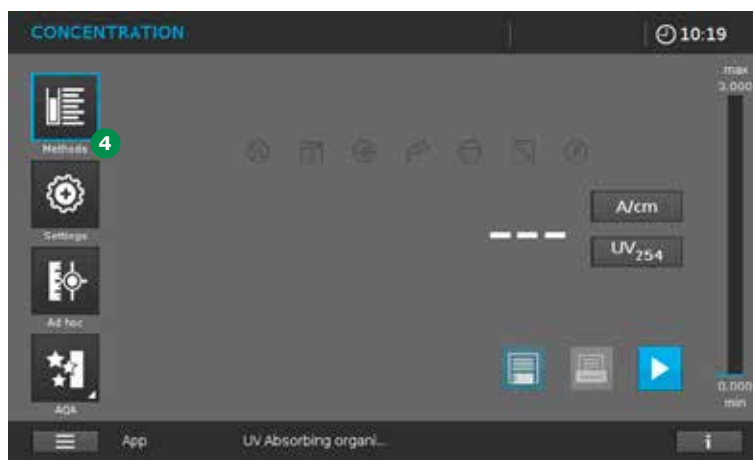 CONCENTRATION
10:19
max
3.000
Methods
4
Settings
A/cm
UV254
Ad hoc
AQA
0.000
min
App
UV Absorbing organi...
i